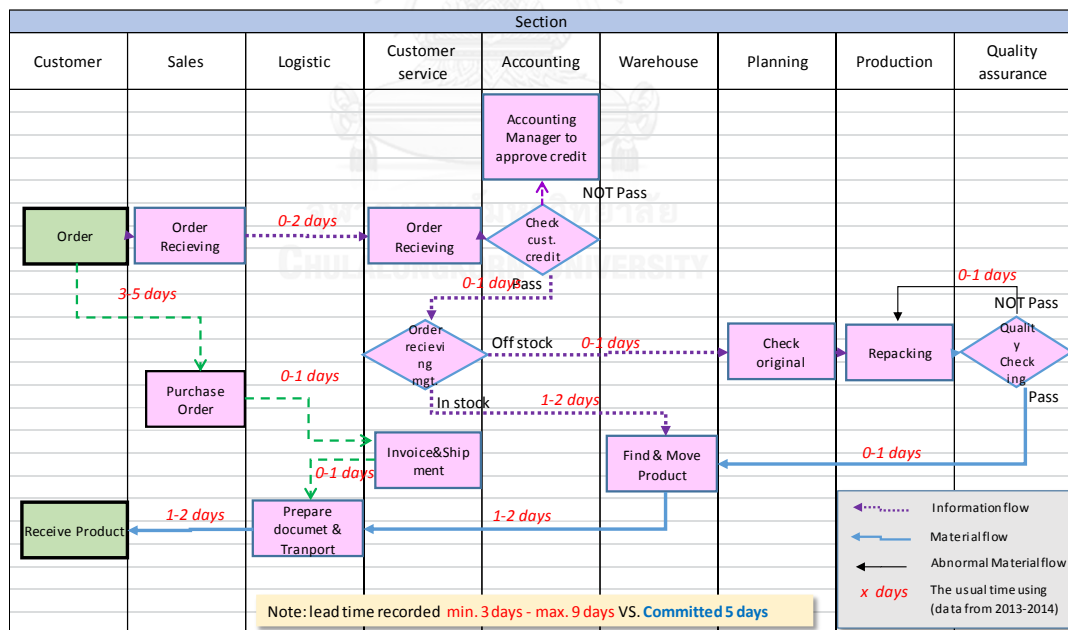 Section
Customer
Sales
Logistic
Customer
service
Accounting
Warehouse
Planning
Production
Quality
assurance
Accounting
Manager to
approve credit
NOT Pass
Order
Order
Recieving
0-2 days
Order
Recieving
Check
cust.
credit
CHULALONGKORN UNIVERSITY
Pass
0-1 days
3-5 days
0-1 days
NOT Pass
Order
recievi
ng
mgt.
Off stock
0-1 days
Check
original
Repacking
Qualit
y
Check
ing
Pass
Purchase
Order
0-1 days
In stock
1-2 days
Invoice&Ship
ment
0-1 days
Find & Move
Product
0-1 days
Receive Product
1-2 days
Prepare
documet &
Tranport
1-2 days
Information flow
Material flow
Abnormal Material flow
x days
The usual time using
(data from 2013-2014)
Note: lead time recorded min. 3 days - max. 9 days VS. Committed 5 days